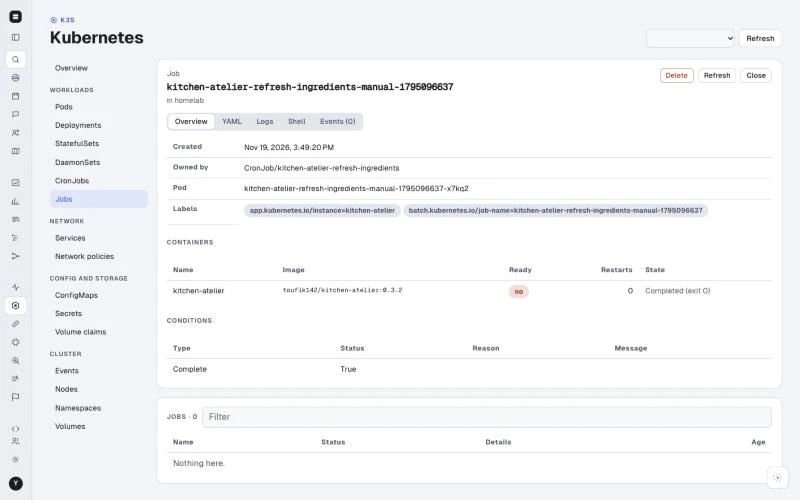 K3S
Kubernetes
Refresh
Overview
WORKLOADS
Pods
Deployments
StatefulSets
DaemonSets
CronJobs
Jobs
NETWORK
Services
Network policies
CONFIG AND STORAGE
ConfigMaps
Secrets
Volume claims
CLUSTER
Events
Nodes
Namespaces
Volumes
Y
Job
kitchen-atelier-refresh-ingredients-manual-1795096637
in homelab
Delete Refresh Close
Overview YAML Logs Shell Events (0)
Created Nov 19, 2026, 3:49:20 PM
Owned by CronJob/kitchen-atelier-refresh-ingredients
Pod kitchen-atelier-refresh-ingredients-manual-1795096637-x7kq2
Labels app.kubernetes.io/instance=kitchen-atelier batch.kubernetes.io/job-name=kitchen-atelier-refresh-ingredients-manual-1795096637
CONTAINERS
Name Image Ready Restarts State
kitchen-atelier toufik142/kitchen-atelier:0.3.2 no 0 Completed (exit 0)
CONDITIONS
Type Status Reason Message
Complete True
JOBS · 0 Filter
Name Status Details Age
Nothing here.